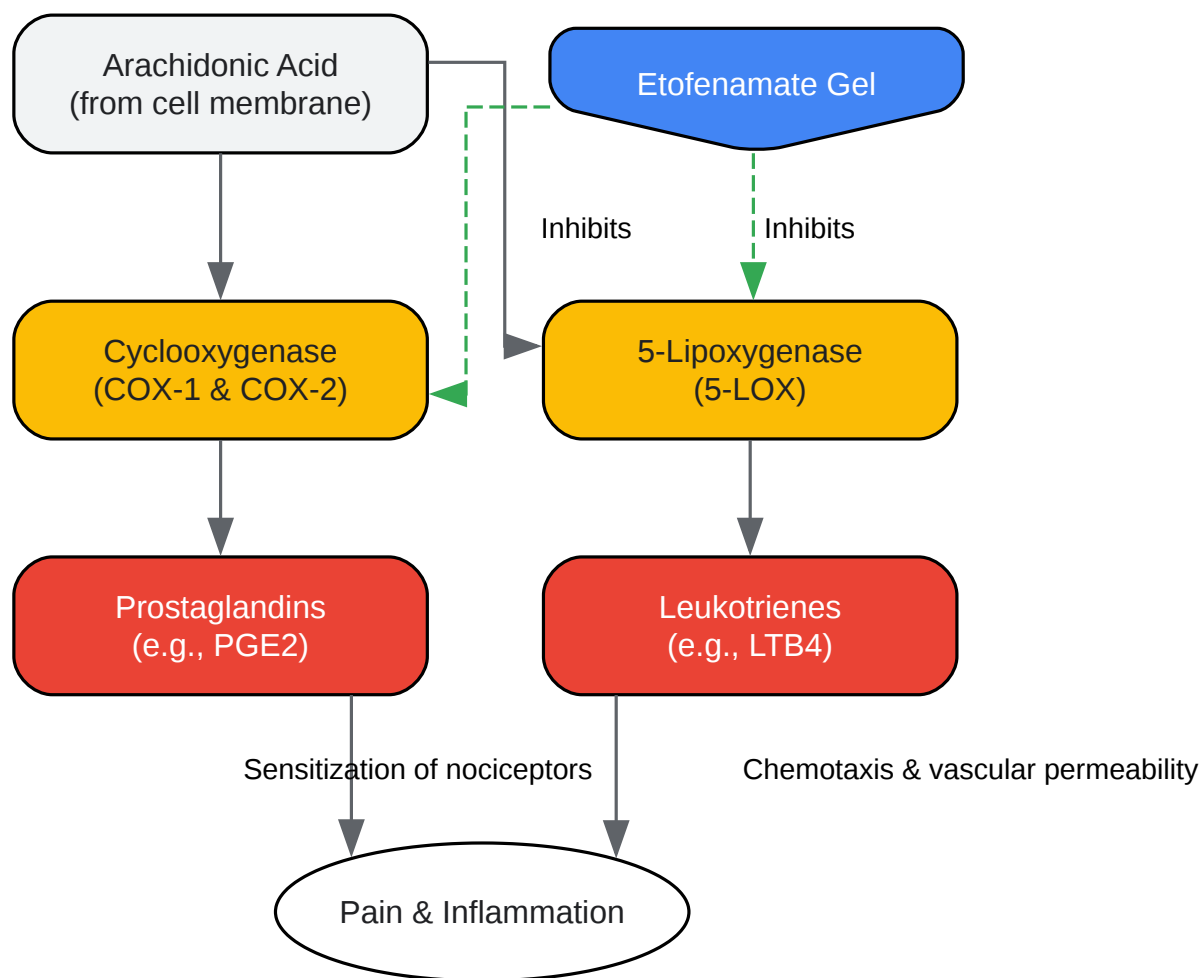 Arachidonic Acid
(from cell membrane)
Etofenamate Gel
Inhibits
Inhibits
Cyclooxygenase
(COX-1 & COX-2)
5-Lipoxygenase
(5-LOX)
Prostaglandins
(e.g., PGE2)
Leukotrienes
(e.g., LTB4)
Sensitization of nociceptors
Chemotaxis & vascular permeability
Pain & Inflammation